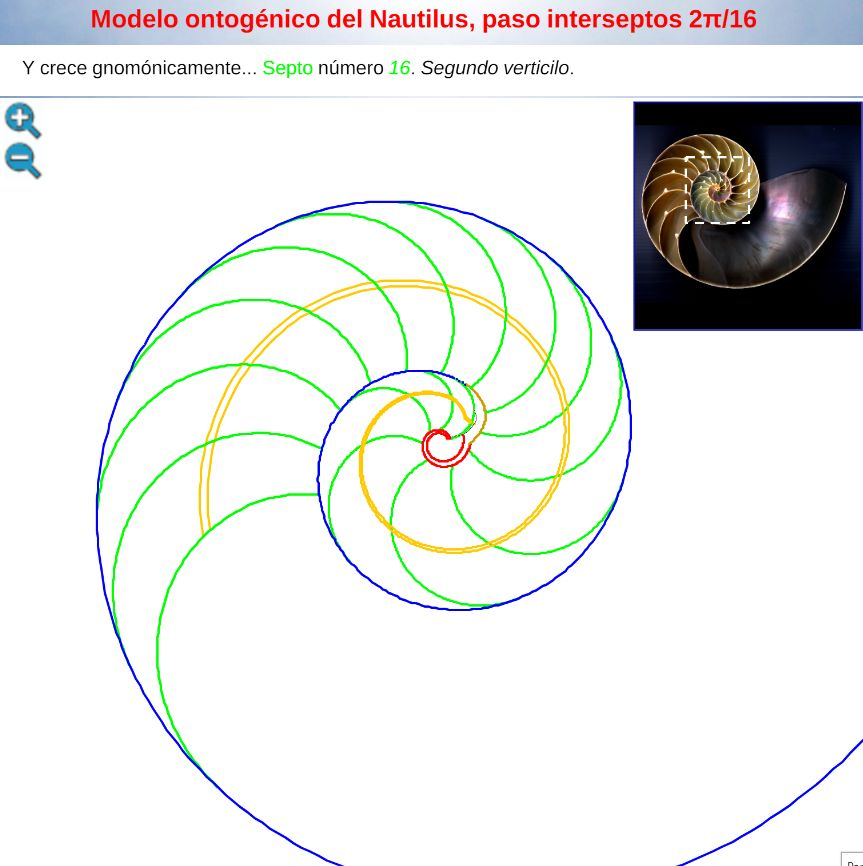 Modelo ontogénico del Nautilus, paso interseptos 2π/16
Y crece gnomónicamente... Septo número 16. Segundo verticilo.